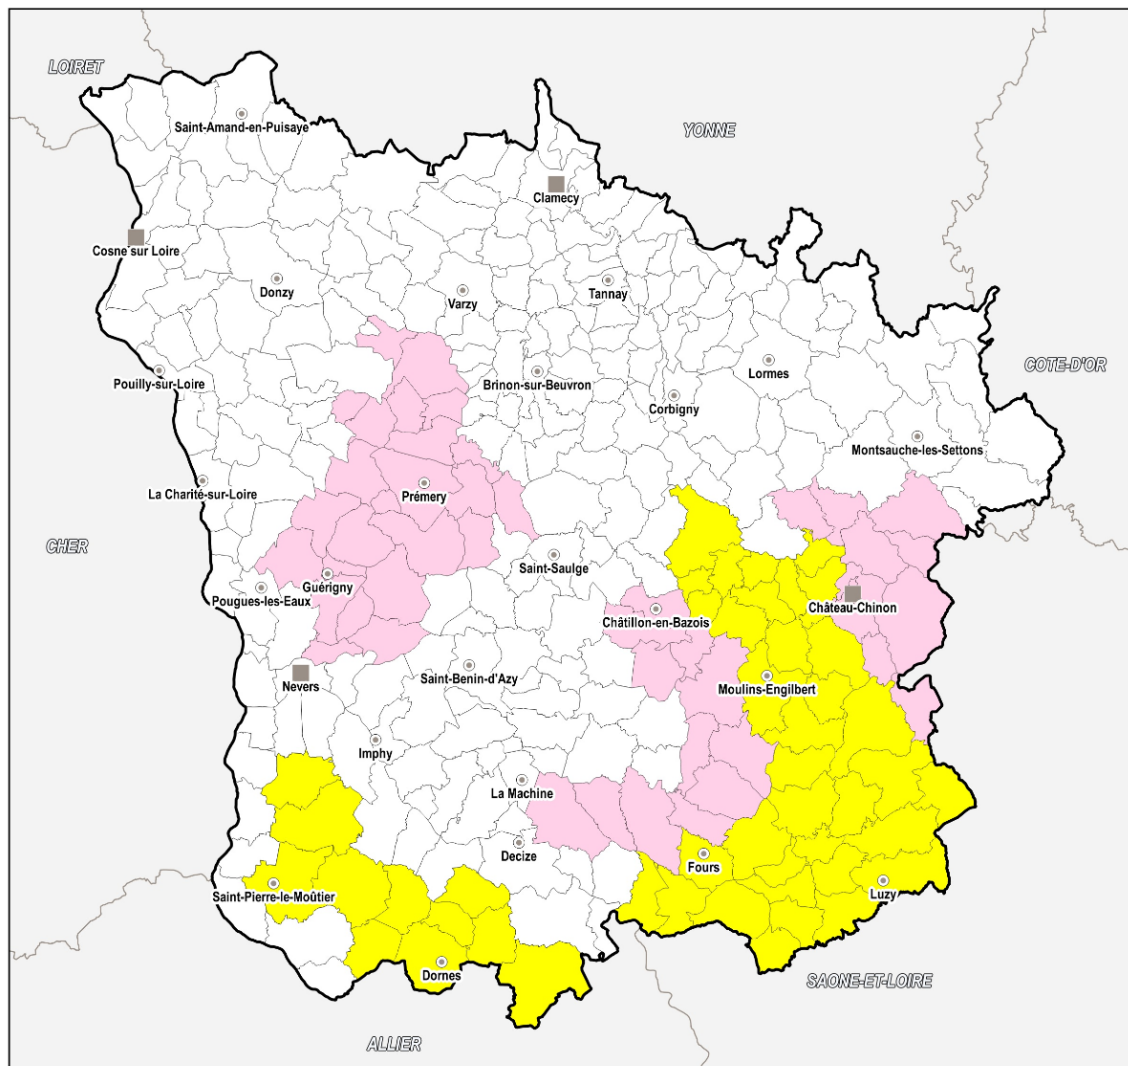 LOIRET
Saint-Amand-en-Puisaye
YONNE
Clamecy
Cosne sur Loire
Donzy
Varzy
Tannay
Pouilly-sur-Loire
Brinon-sur-Beuvron
Lormes
COTE-D'OR
Corbigny
Montsauche-les-Settons
La Charité-sur-Loire
Prémery
CHER
Saint-Saulge
Guérigny
Pougues-les-Eaux
Château-Chinon
Châtillon-en-Bazois
Saint-Benin-d'Azy
Nevers
Moulins-Engilbert
Imphy
La Machine
Decize
Fours
Saint-Pierre-le-Moûtier
Luzy
Dornes
SAONE-ET-LOIRE
ALLIER